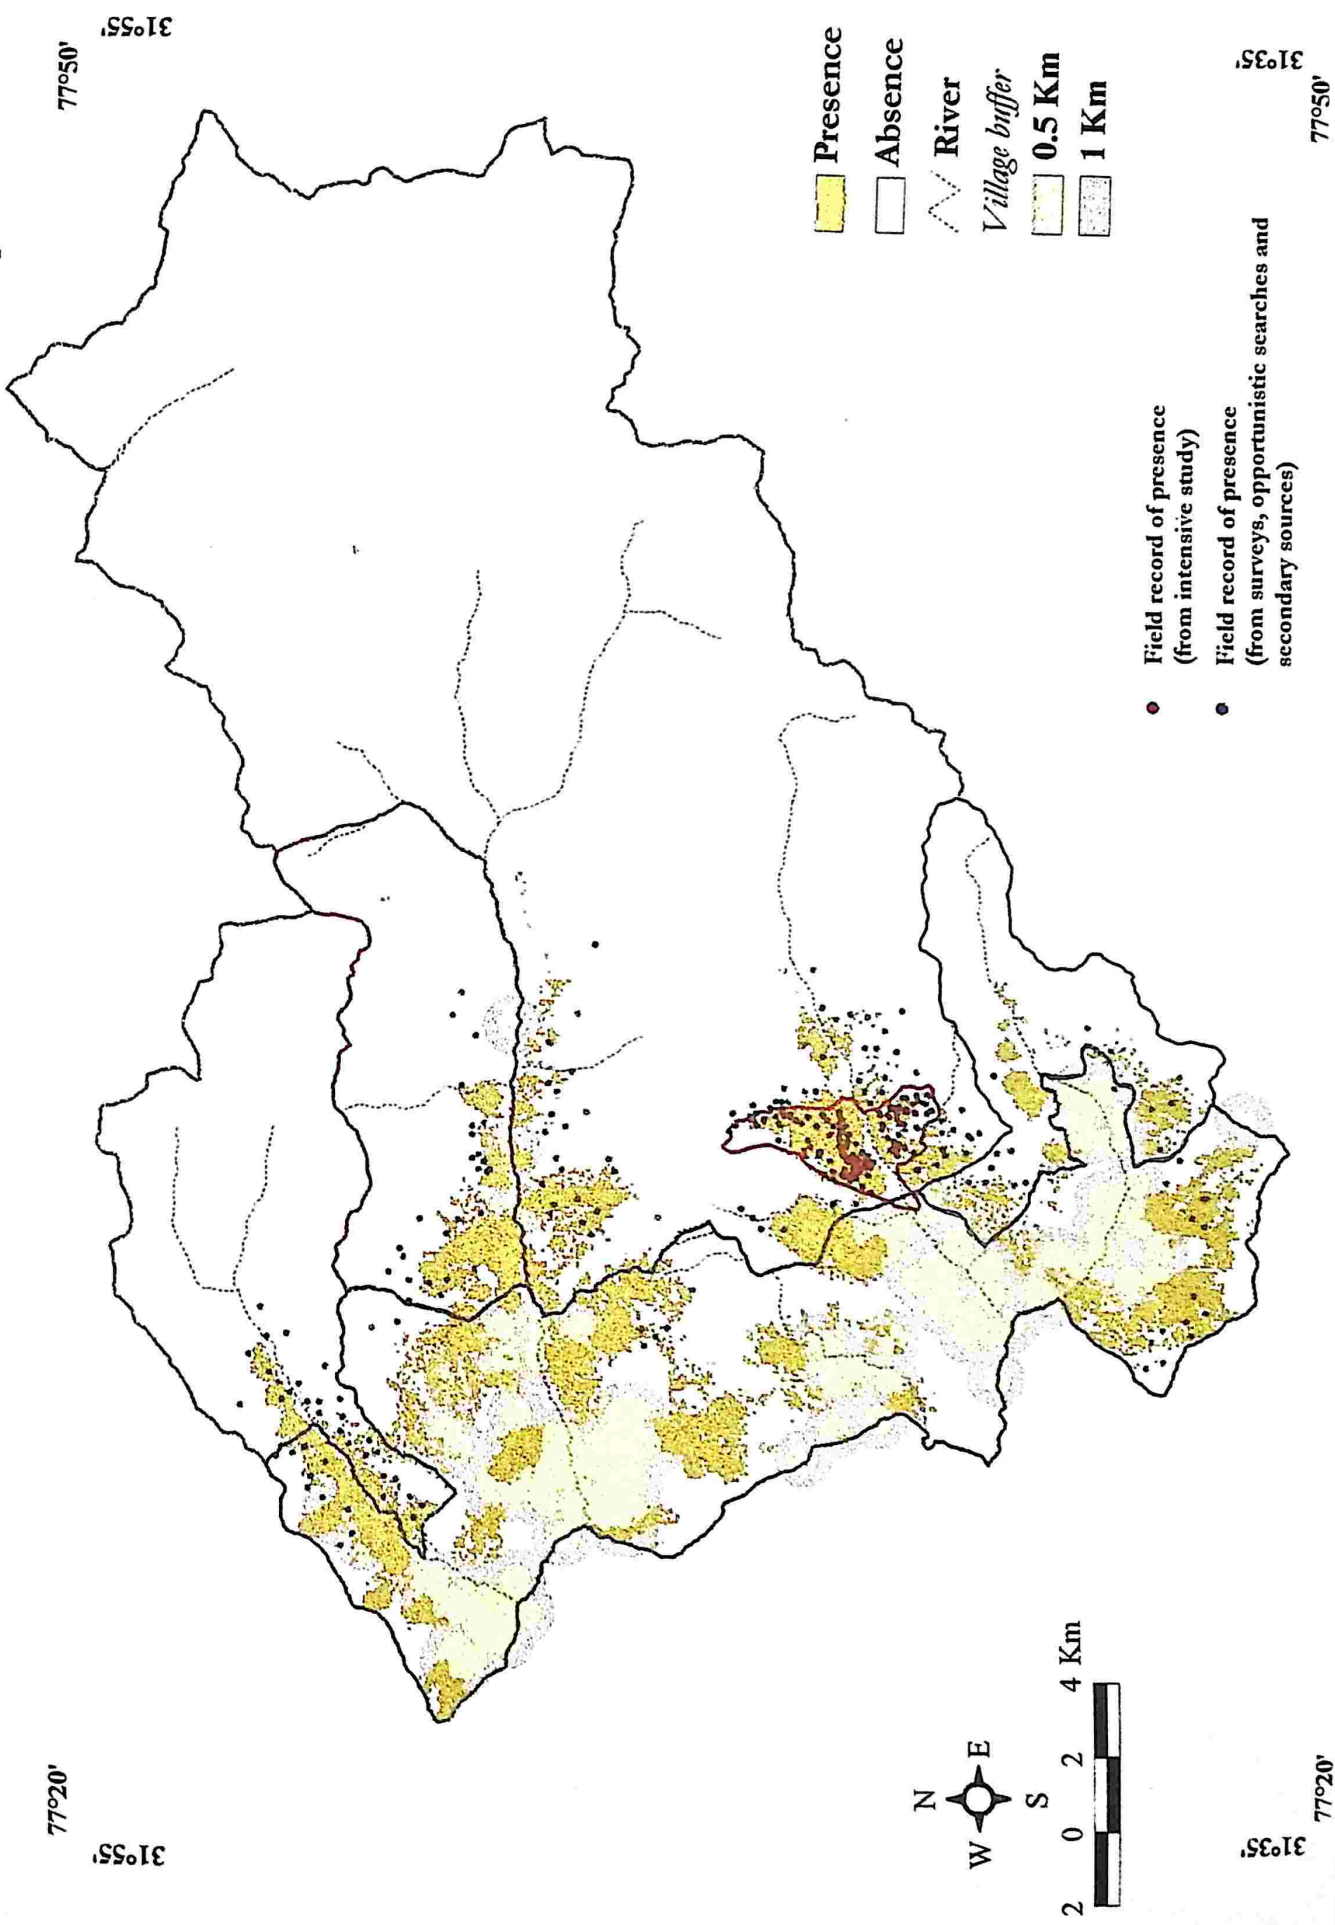 77°20'
77°50'
31°55'
31°55'
Presence
Absence
River
Village buffer
0.5 Km
1 Km
N
W
E
S
2 0 2 4 Km
Field record of presence
(from intensive study)
Field record of presence
(from surveys, opportunistic searches and
secondary sources)
31°35'
31°35'
77°20'
77°50'